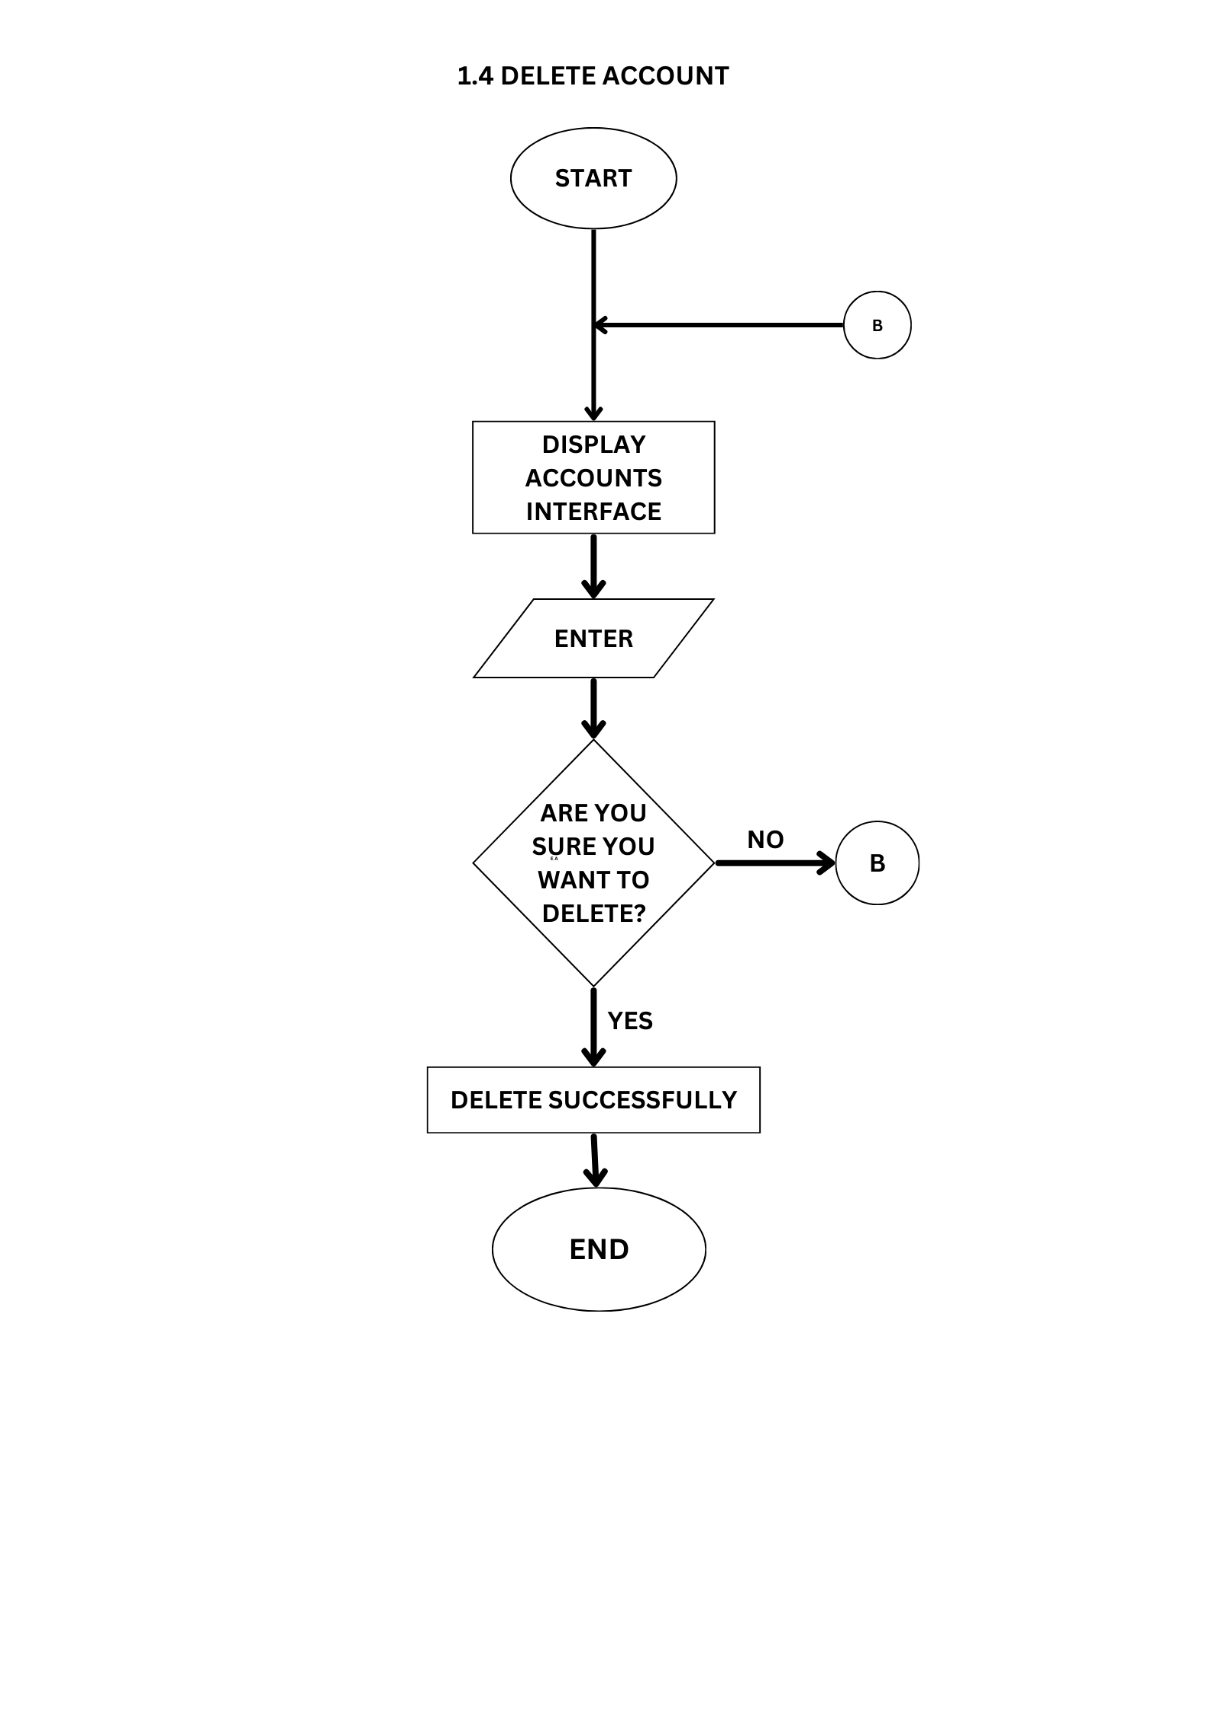 1.4 DELETE ACCOUNT
START
B
DISPLAY
ACCOUNTS
INTERFACE
ENTER
ARE YOU
SURE YOU
WANT TO
DELETE?
NO
B
YES
DELETE SUCCESSFULLY
END